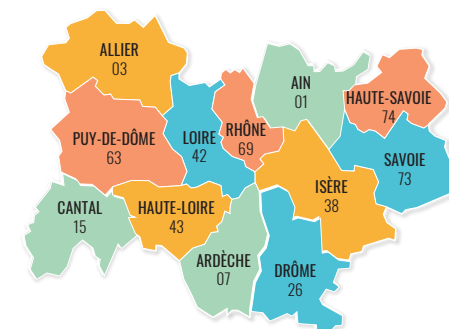 ALLIER
03
AIN
01
HAUTE-SAVOIE
74
PUY-DE-DÔME
63
LOIRE
42
RHÔNE
69
SAVOIE
73
ISÈRE
38
CANTAL
15
HAUTE-LOIRE
43
ARDÈCHE
07
DRÔME
26